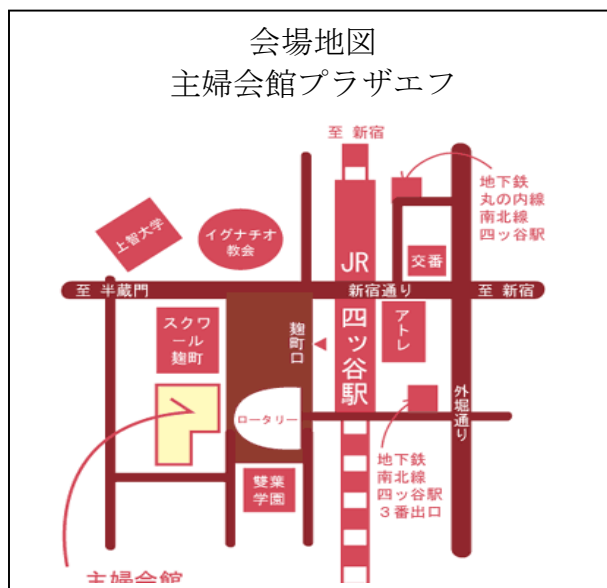 会場地図
主婦会館プラザエフ
至 新宿
地下鉄
丸の内線
南北線
四ッ谷駅
上智大学
イグナチオ
教会
JR
四ッ谷駅
交番
至 半蔵門
新宿通り
至 新宿
スクワ
ール
麹町
麹町口
アトレ
外堀通り
ロータリー
地下鉄
南北線
四ッ谷駅
３番出口
雙葉
学園
主婦会館